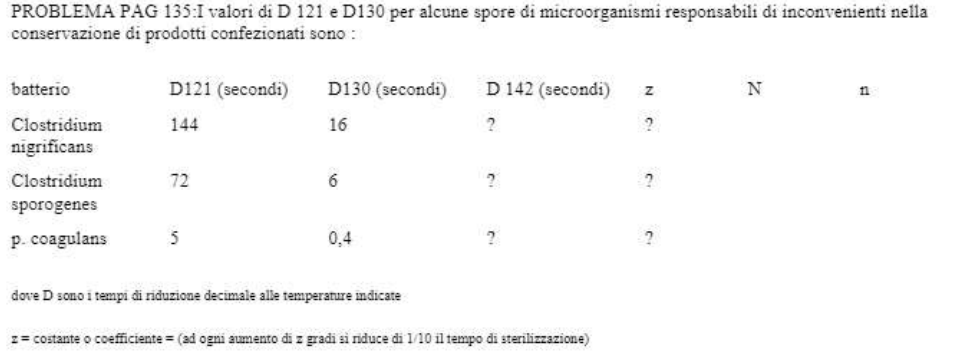 PROBLEMA PAG 135:I valori di D 121 e D130 per alcune spore di microorganismi responsabili di inconvenienti nella
conservazione di prodotti confezionati sono :
batterio D121 (secondi) D130 (secondi) D 142 (secondi) z N n
Clostridium 144 16 ? ?
nigrificans
Clostridium 72 6 ? ?
sporogenes
p. coagulans 5 0,4 ? ?
dove D sono i tempi di riduzione decimale alle temperature indicate
z = costante o coefficiente = (ad ogni aumento di z gradi si riduce di 1/10 il tempo di sterilizzazione)